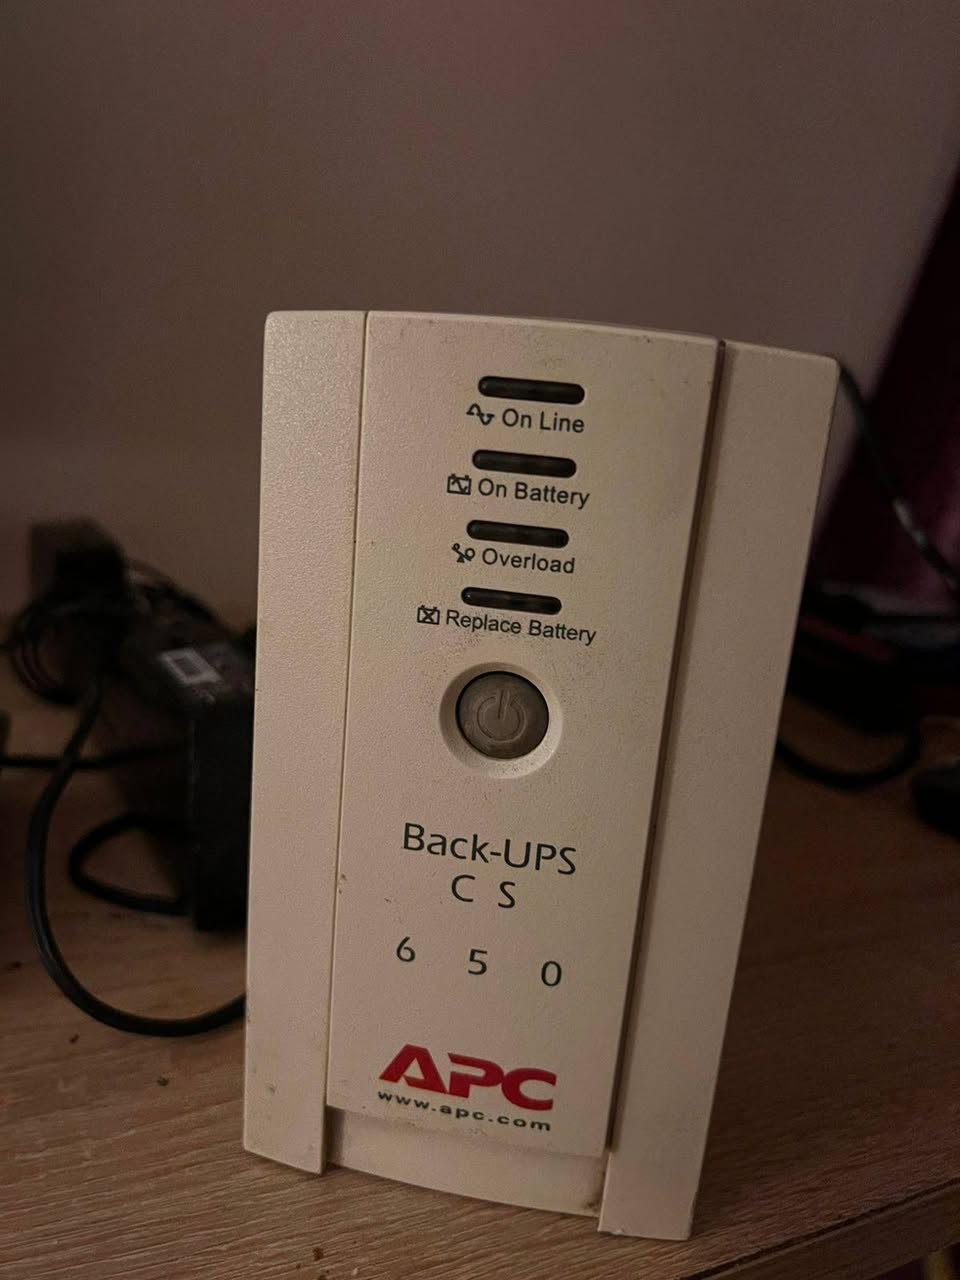 On Line
On Battery
Overload
Replace Battery
Back-UPS
C S
6 5 0
APC
www.apc.com